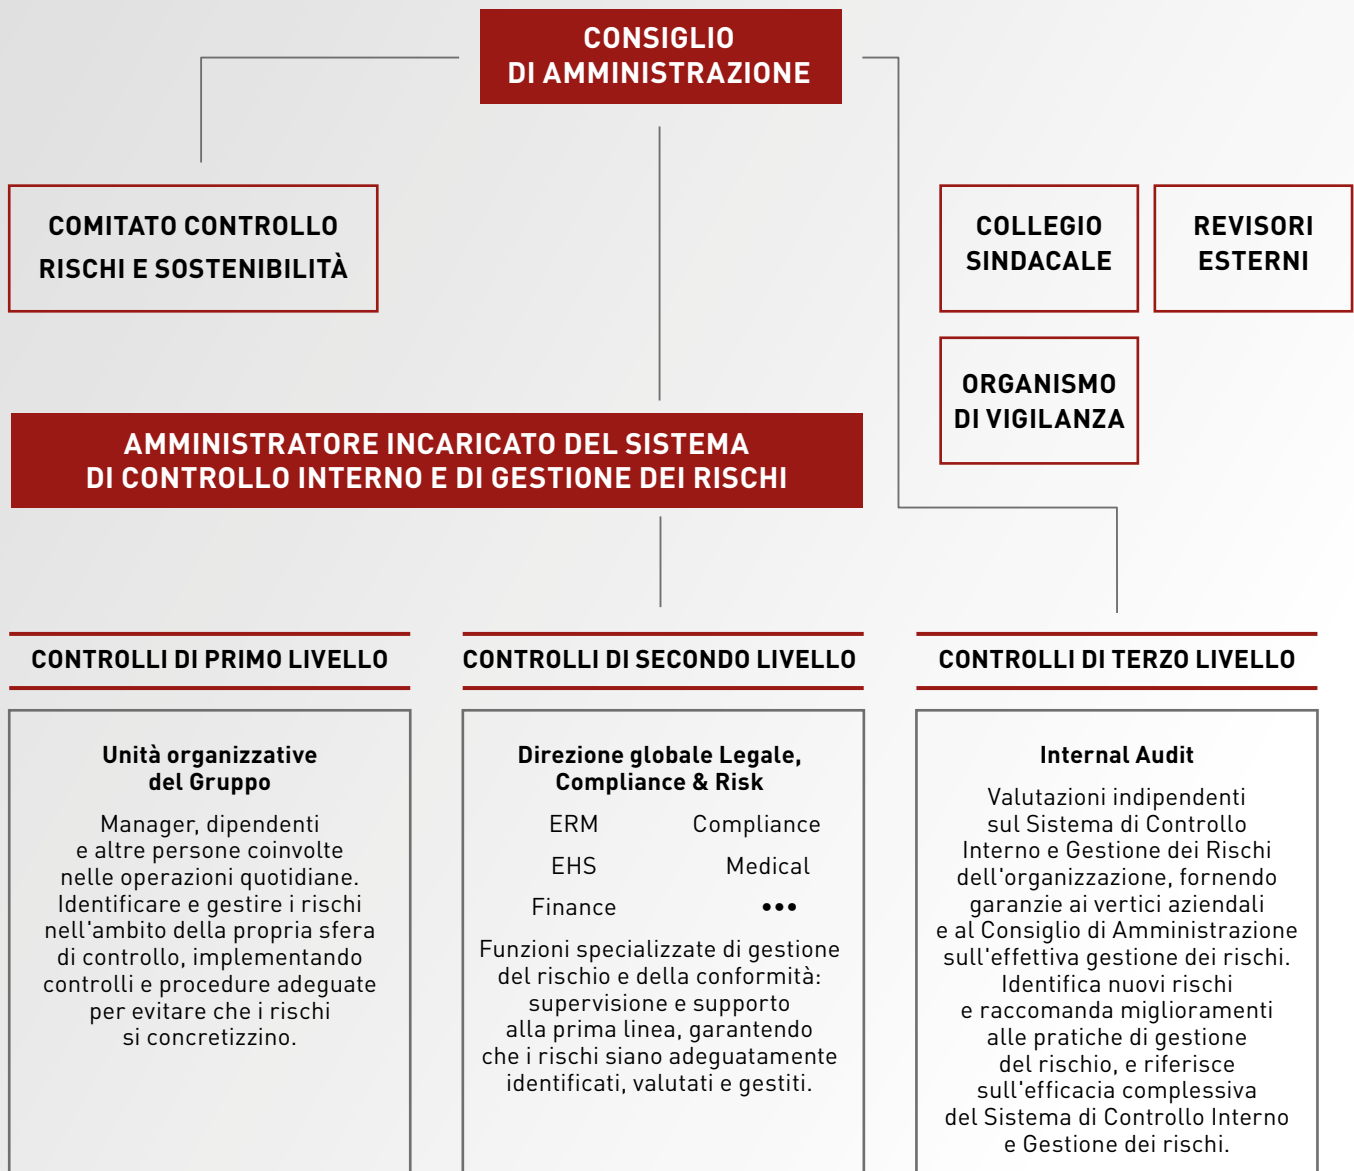 CONSIGLIO
DI AMMINISTRAZIONE
COMITATO CONTROLLO
RISCHI E SOSTENIBILITÀ
COLLEGIO
SINDACALE
REVISORI
ESTERNI
ORGANISMO
DI VIGILANZA
AMMINISTRATORE INCARICATO DEL SISTEMA
DI CONTROLLO INTERNO E DI GESTIONE DEI RISCHI
CONTROLLI DI PRIMO LIVELLO
Unità organizzative
del Gruppo
Manager, dipendenti
e altre persone coinvolte
nelle operazioni quotidiane.
Identificare e gestire i rischi
nell'ambito della propria sfera
di controllo, implementando
controlli e procedure adeguate
per evitare che i rischi
si concretizzino.
CONTROLLI DI SECONDO LIVELLO
Direzione globale Legale,
Compliance & Risk
ERM Compliance
EHS Medical
Finance •••
Funzioni specializzate di gestione
del rischio e della conformità:
supervisione e supporto
alla prima linea, garantendo
che i rischi siano adeguatamente
identificati, valutati e gestiti.
CONTROLLI DI TERZO LIVELLO
Internal Audit
Valutazioni indipendenti
sul Sistema di Controllo
Interno e Gestione dei Rischi
dell'organizzazione, fornendo
garanzie ai vertici aziendali
e al Consiglio di Amministrazione
sull'effettiva gestione dei rischi.
Identifica nuovi rischi
e raccomanda miglioramenti
alle pratiche di gestione
del rischio, e riferisce
sull'efficacia complessiva
del Sistema di Controllo Interno
e Gestione dei rischi.